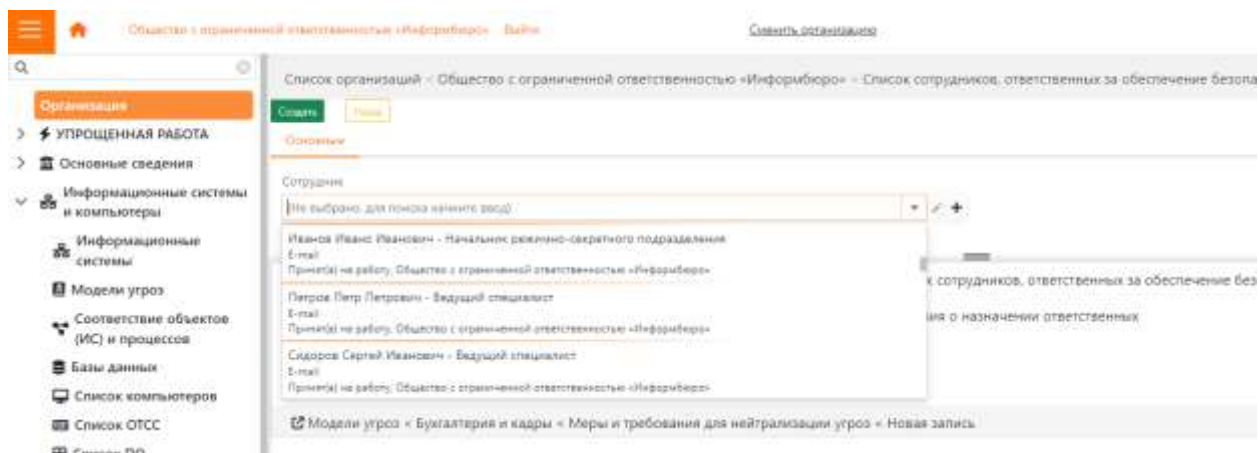 Общество с ограниченной ответственностью «Информбюро» Выйти
Сменить организацию
Список организаций < Общество с ограниченной ответственностью «Информбюро» < Список сотрудников, ответственных за обеспечение безопа
Организация
Создать
Основные
УПРОЩЕННАЯ РАБОТА
Основные сведения
Сотрудник
Информационные системы
и компьютеры
(Не выбрано, для поиска начните ввод)
Информационные
системы
Иванов Иванс Иванович - Начальник режимно-секретного подразделения
E-mail
Принят(а) на работу, Общество с ограниченной ответственностью «Информбюро»
к сотрудников, ответственных за обеспечение без
Модели угроз
Петров Петр Петрович - Ведущий специалист
E-mail
Принят(а) на работу, Общество с ограниченной ответственностью «Информбюро»
ия о назначении ответственных
Соответствие объектов
(ИС) и процессов
Сидоров Сергей Иванович - Ведущий специалист
E-mail
Принят(а) на работу, Общество с ограниченной ответственностью «Информбюро»
Базы данных
Список компьютеров
Список ОТСС
Модели угроз < Бухгалтерия и кадры < Меры и требования для нейтрализации угроз < Новая запись
Список ПО